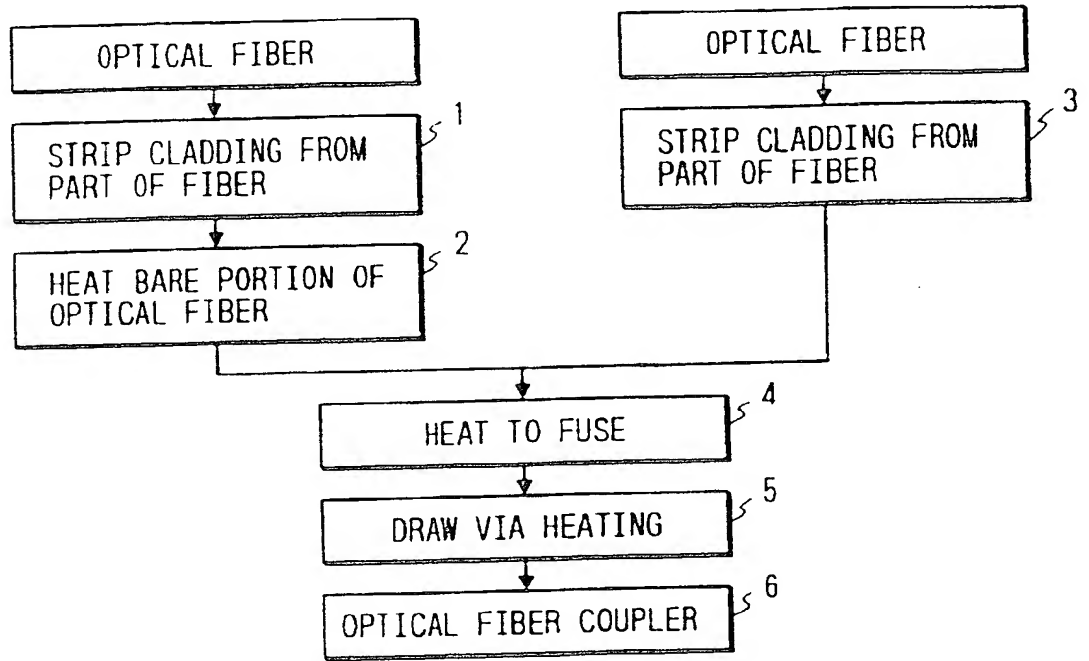 OPTICAL FIBER
1
STRIP CLADDING FROM
PART OF FIBER
2
HEAT BARE PORTION OF
OPTICAL FIBER
OPTICAL FIBER
3
STRIP CLADDING FROM
PART OF FIBER
4
HEAT TO FUSE
5
DRAW VIA HEATING
6
OPTICAL FIBER COUPLER